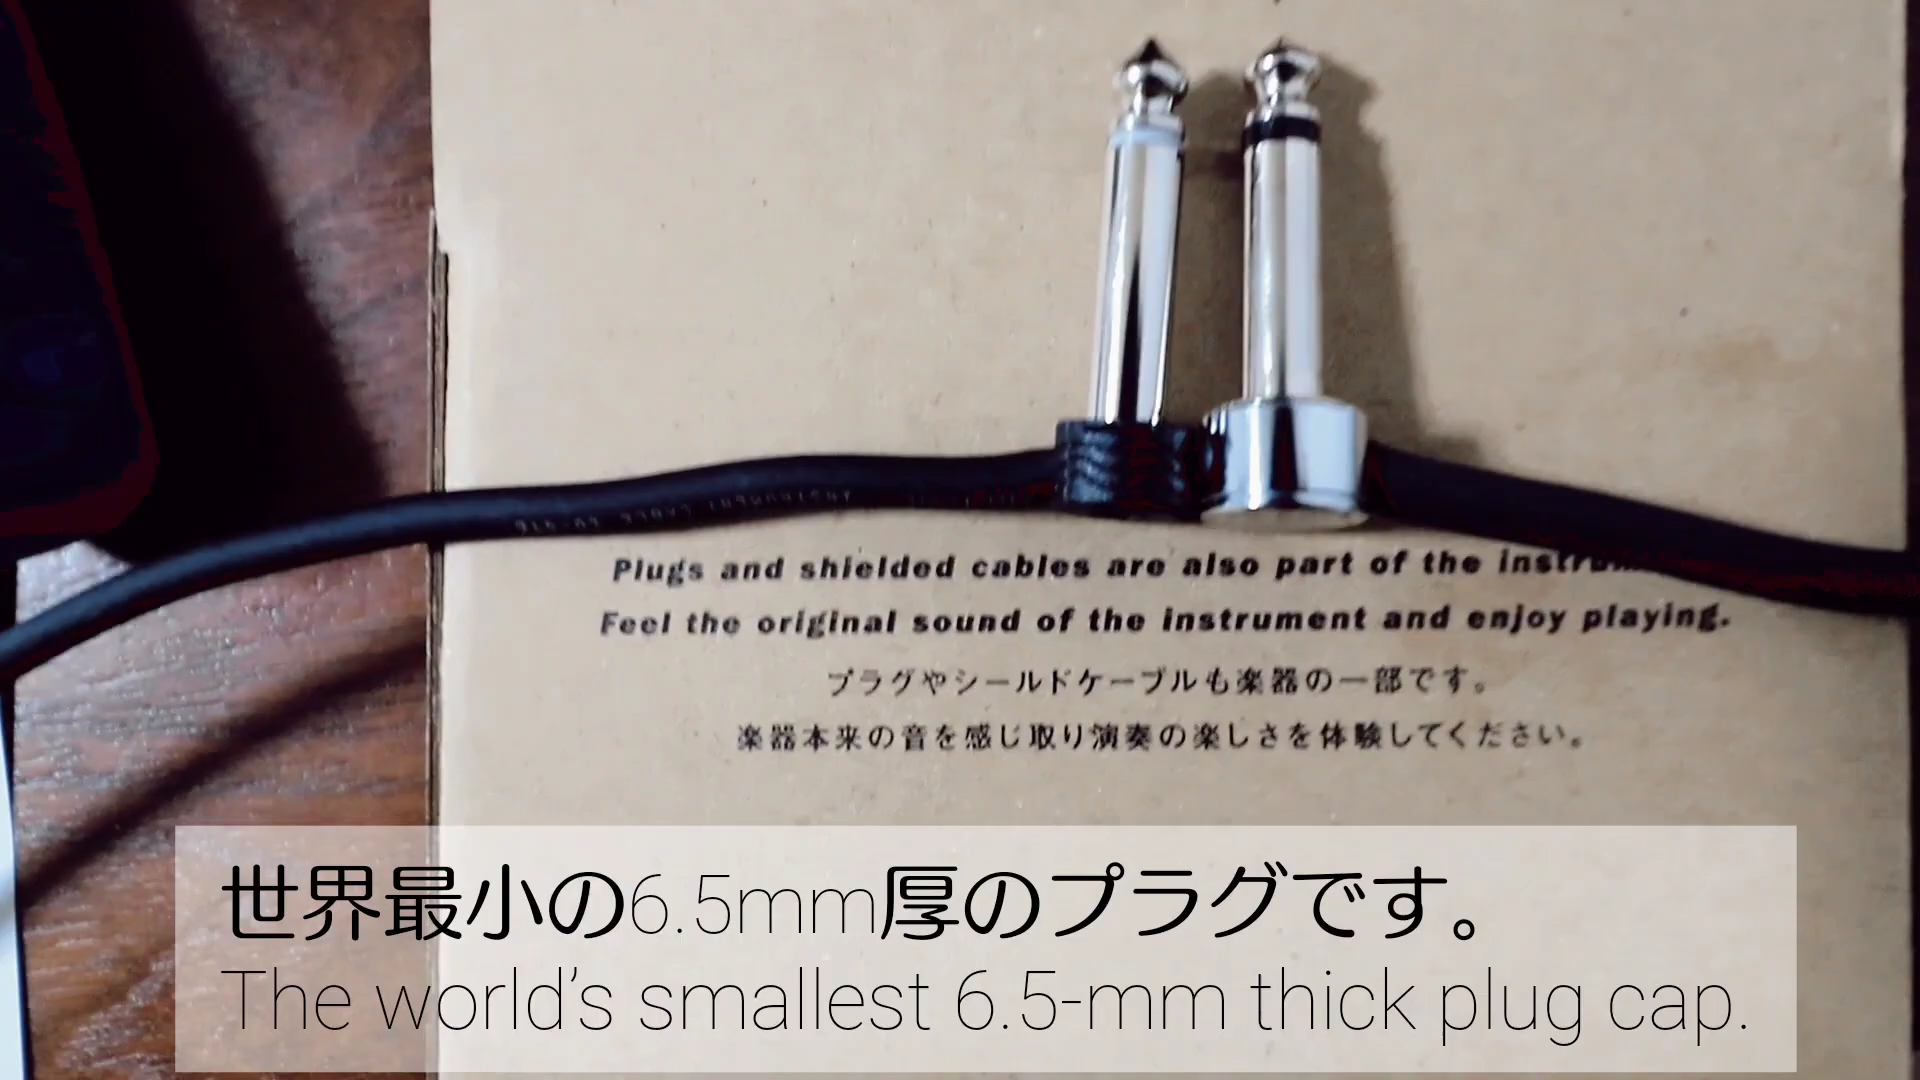 Plugs and shielded cables are also part of the
Feel the original sound of the instrument and enjoy playing.
プラグやシールドケーブルも楽器の一部です。
楽器本来の音を感じ取り演奏の楽しさを体験してください。
世界最小の6.5mm厚のプラグです。
The world's smallest 6.5-mm thick plug cap.